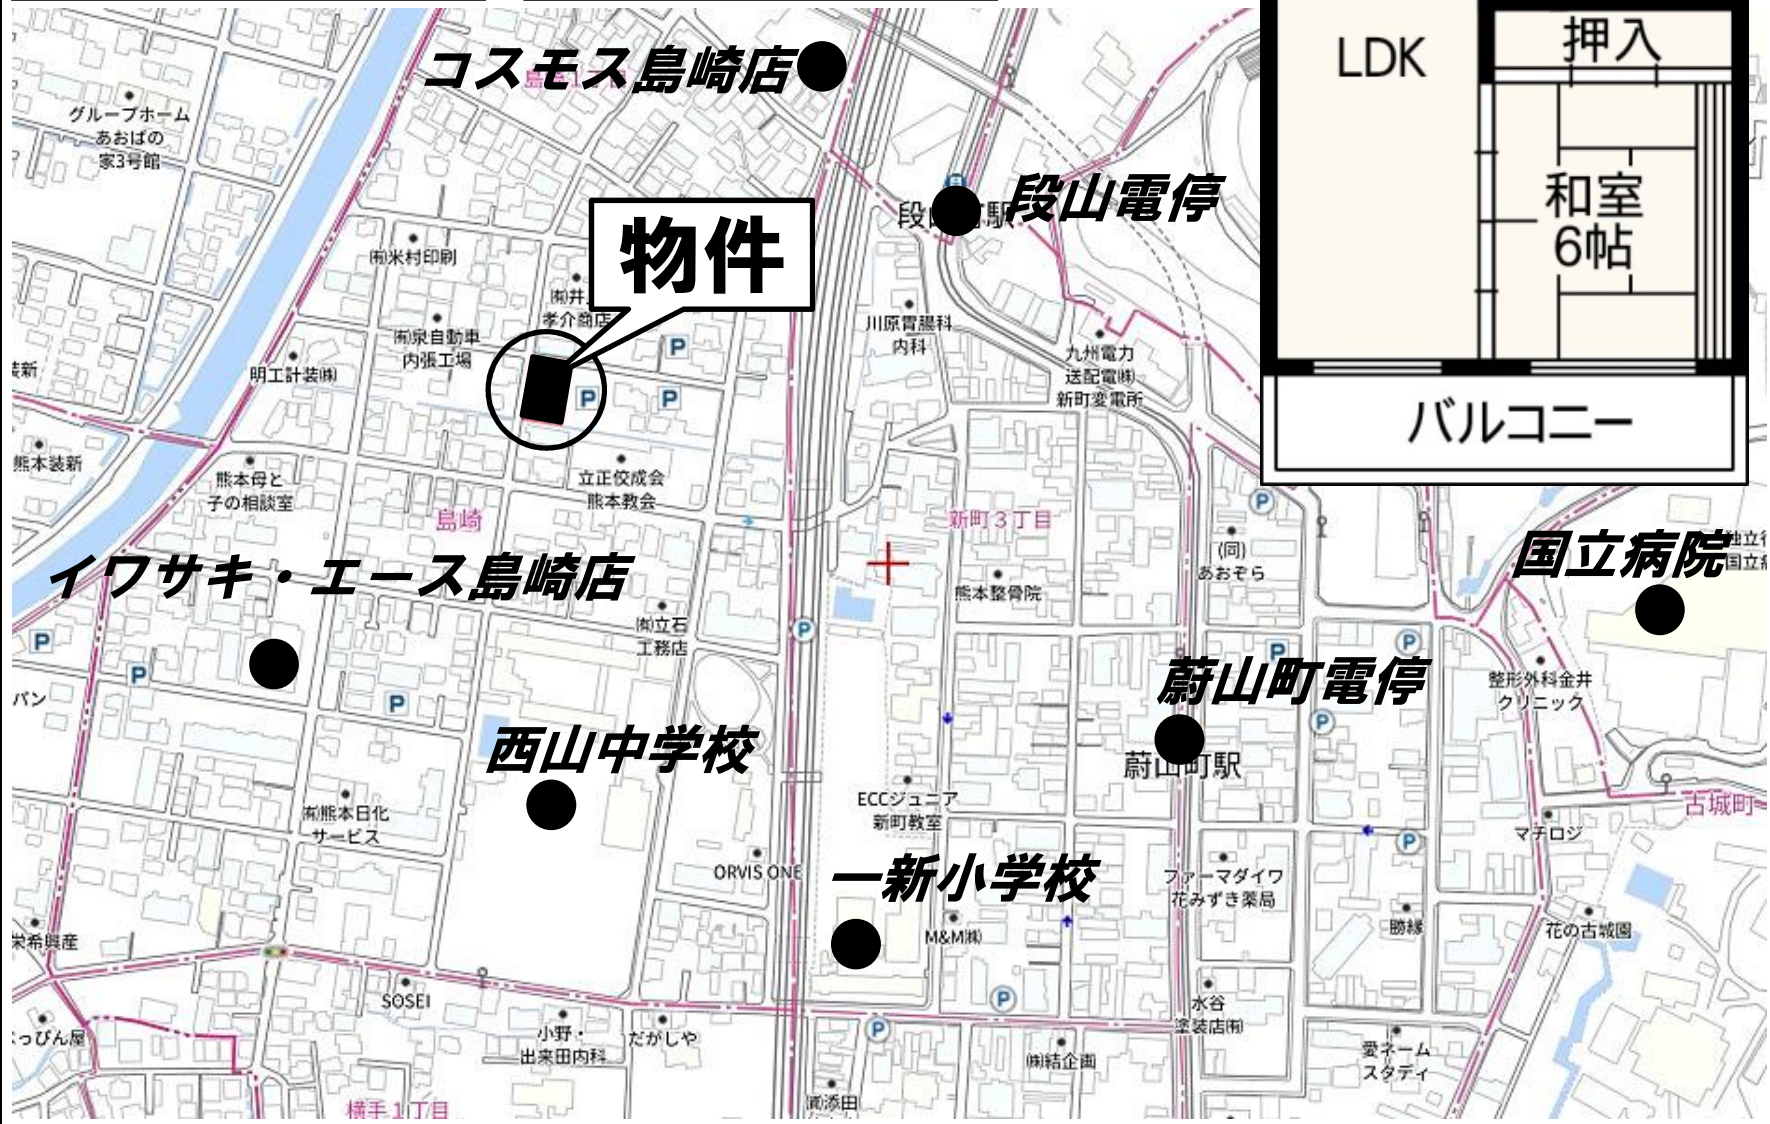 コスモス島崎店
グループホーム
あおばの
家3号館
段山電停
物件
㈲米村印刷
㈲泉自動車
内張工場
孝介商店
明工計装㈱
川原胃腸科
内科
九州電力
送配電㈱
新町変電所
LDK
押入
和室
6帖
バルコニー
熊本装新
熊本母と
子の相談室
立正佼成会
熊本教会
島崎
新町3丁目
イワサキ・エース島崎店
(同)
あおぞら
国立病院
熊本整骨院
㈲立石
工務店
蔚山町電停
蔚山町駅
整形外科金井
クリニック
西山中学校
㈲熊本日化
サービス
ECCジュニア
新町教室
古城町
マチロジ
ORVIS ONE
一新小学校
ファーマダイワ
花みずき薬局
M&M㈱
勝縁
花の古城園
栄希興産
SOSEI
小野・
出来田内科
だがしや
水谷
塗装店㈲
㈱結企画
愛ネーム
スタディ
横手1丁目
P
P
P
P
P
P
P
P
P
P
P
P
P